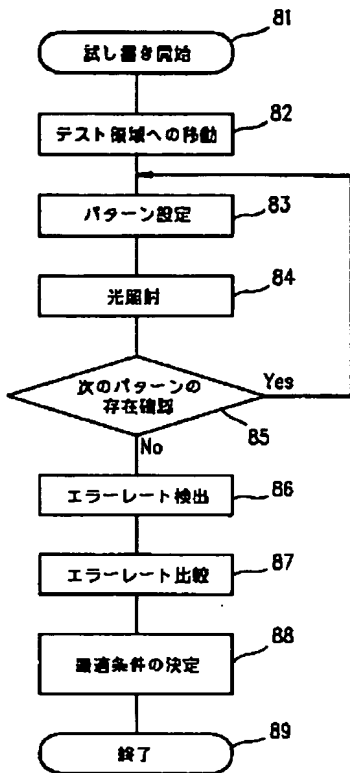 81
試し書き開始
82
テスト領域への移動
83
パターン設定
84
光照射
次のパターンの
存在確認
Yes
85
No
86
エラーレート検出
87
エラーレート比較
88
最適条件の決定
89
終了